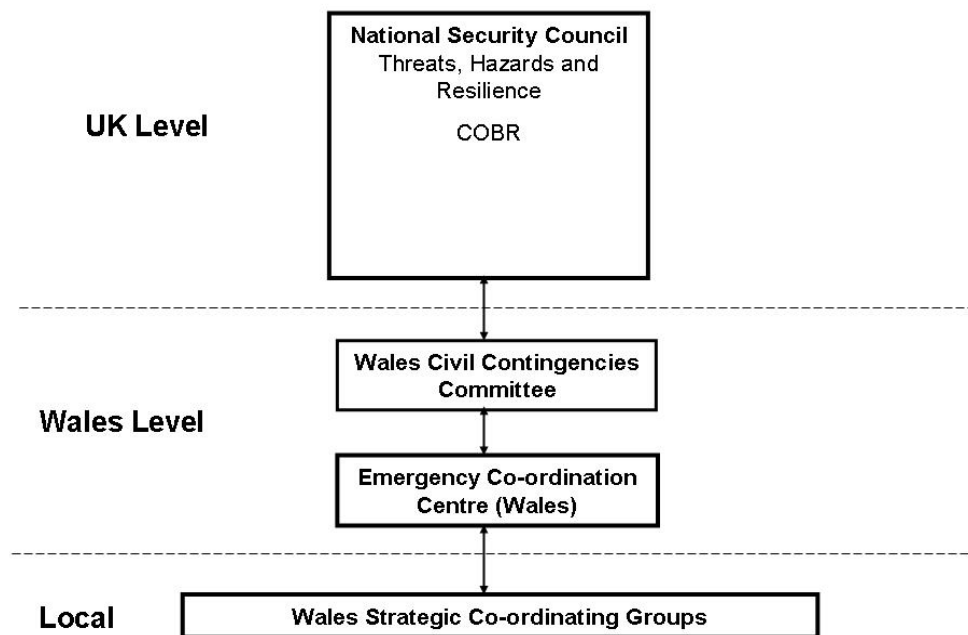 National Security Council
Threats, Hazards and
Resilience
COBR
UK Level
Wales Civil Contingencies
Committee
Wales Level
Emergency Co-ordination
Centre (Wales)
Local
Wales Strategic Co-ordinating Groups